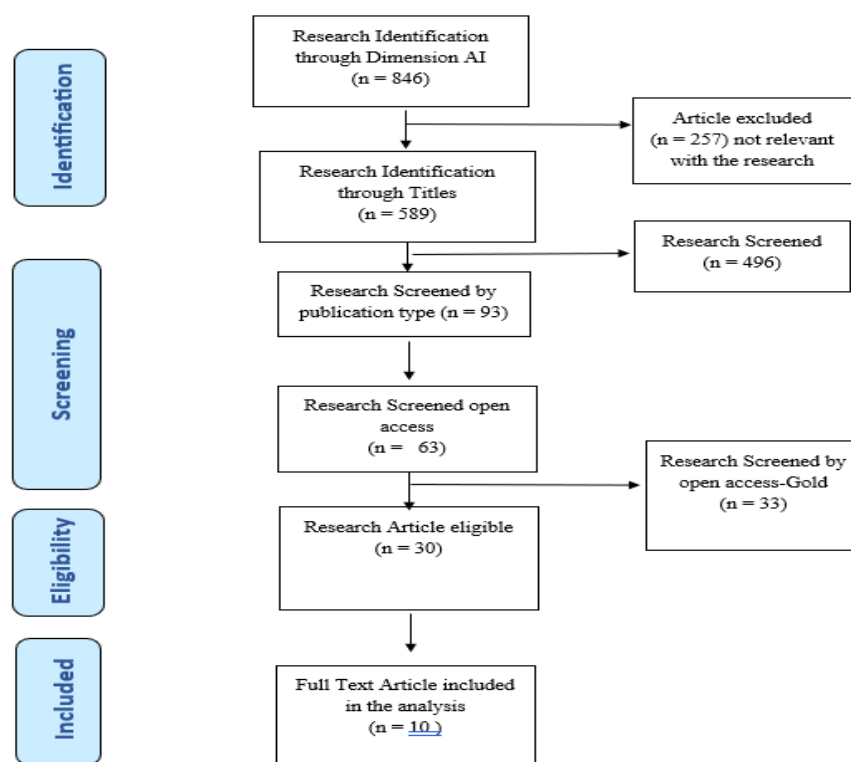 Identification
Research Identification
through Dimension AI
(n = 846)
Article excluded
(n = 257) not relevant
with the research
Research Identification
through Titles
(n = 589)
Screening
Research Screened
(n = 496)
Research Screened by
publication type (n = 93)
Research Screened open
access
(n = 63)
Research Screened by
open access-Gold
(n = 33)
Eligibility
Research Article eligible
(n = 30)
Included
Full Text Article included
in the analysis
(n = 10 )